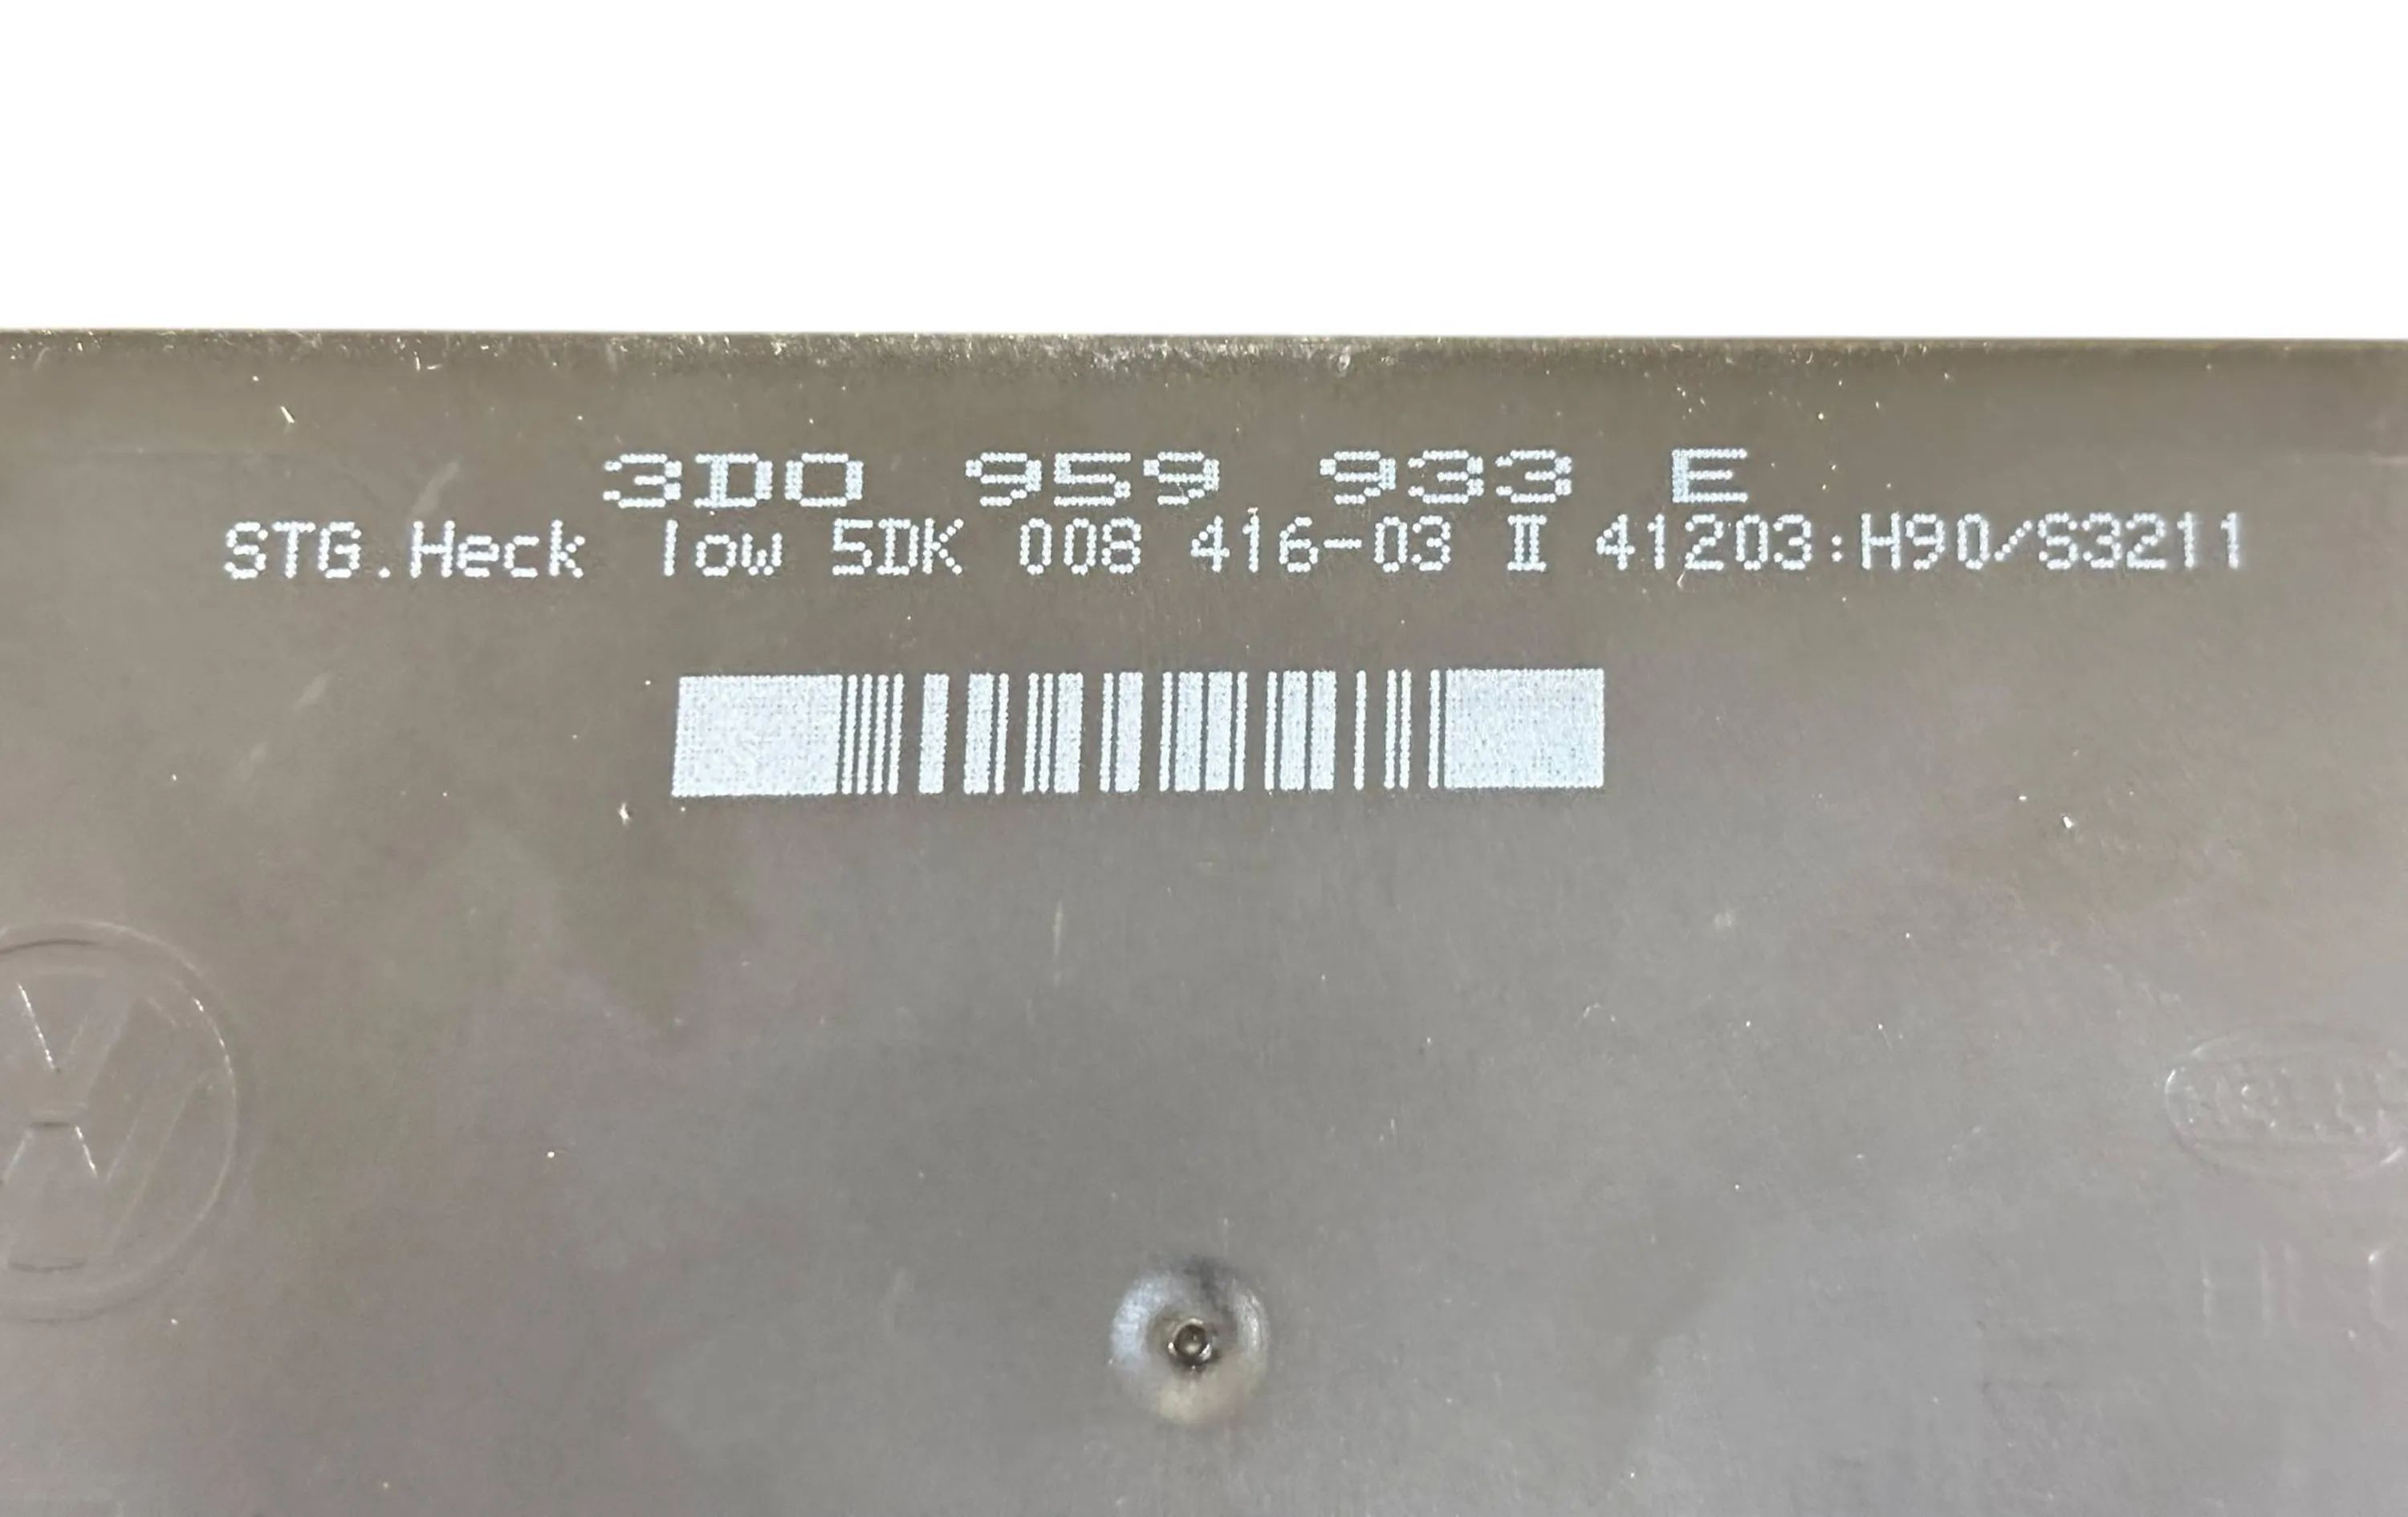 3D0 959 933 E
STG.Heck low 5DK 008 416-03 II 41203:H90/S3211